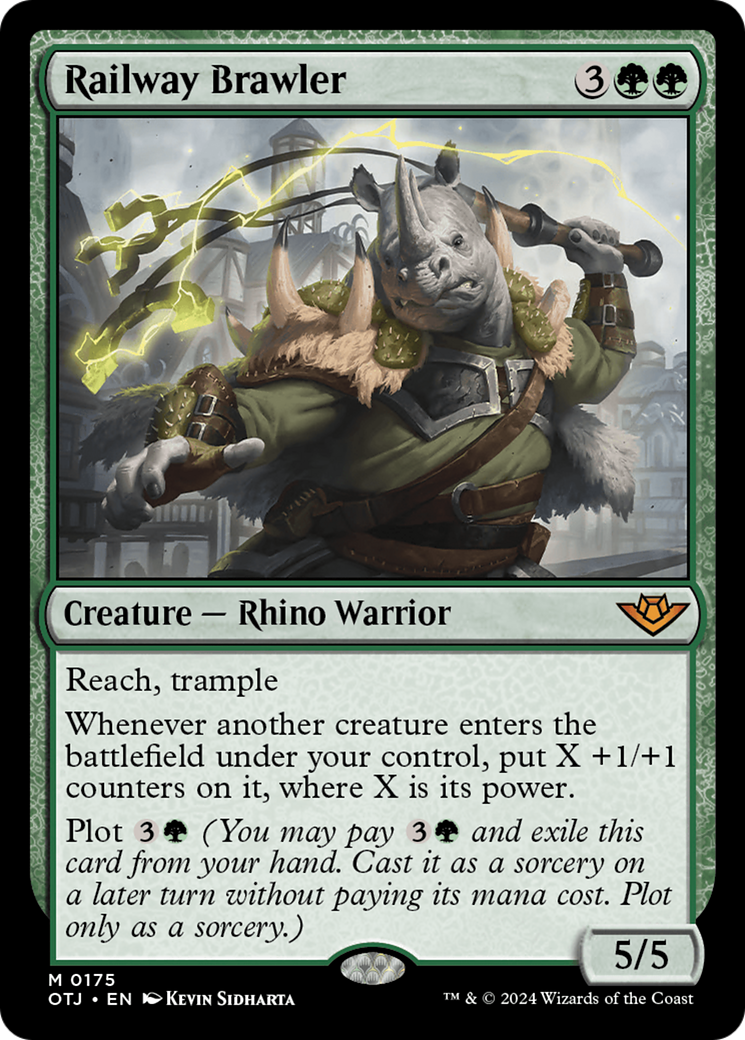 Railway Brawler 3
Creature — Rhino Warrior
Reach, trample
Whenever another creature enters the
battlefield under your control, put X +1/+1
counters on it, where X is its power.
Plot 3 (You may pay 3 and exile this
card from your hand. Cast it as a sorcery on
a later turn without paying its mana cost. Plot
only as a sorcery.)
5/5
M 0175
OTJ • EN Kevin Sidharta
™ & © 2024 Wizards of the Coast